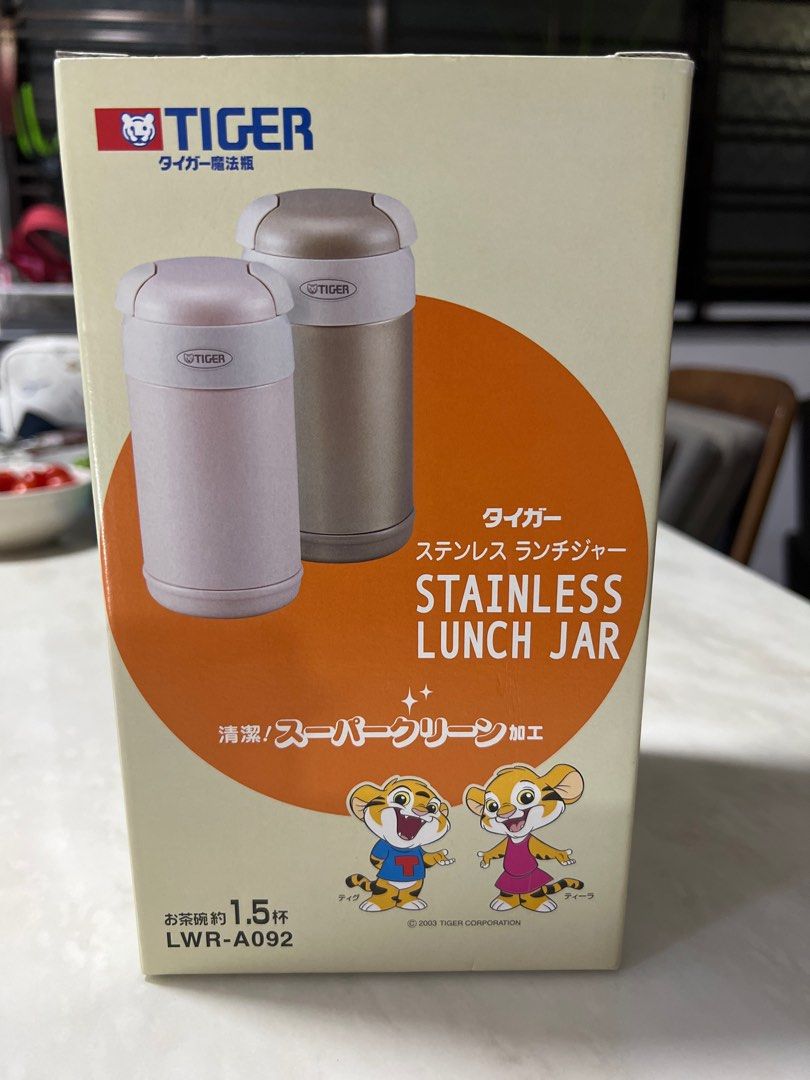 TIGER
タイガー魔法瓶
TIGER
TIGER
タイガー
ステンレス ランチジャー
STAINLESS
LUNCH JAR
清潔!スーパークリーン加工
T
ティグ
ティーラ
© 2003 TIGER CORPORATION
お茶碗約1.5杯
LWR-A092